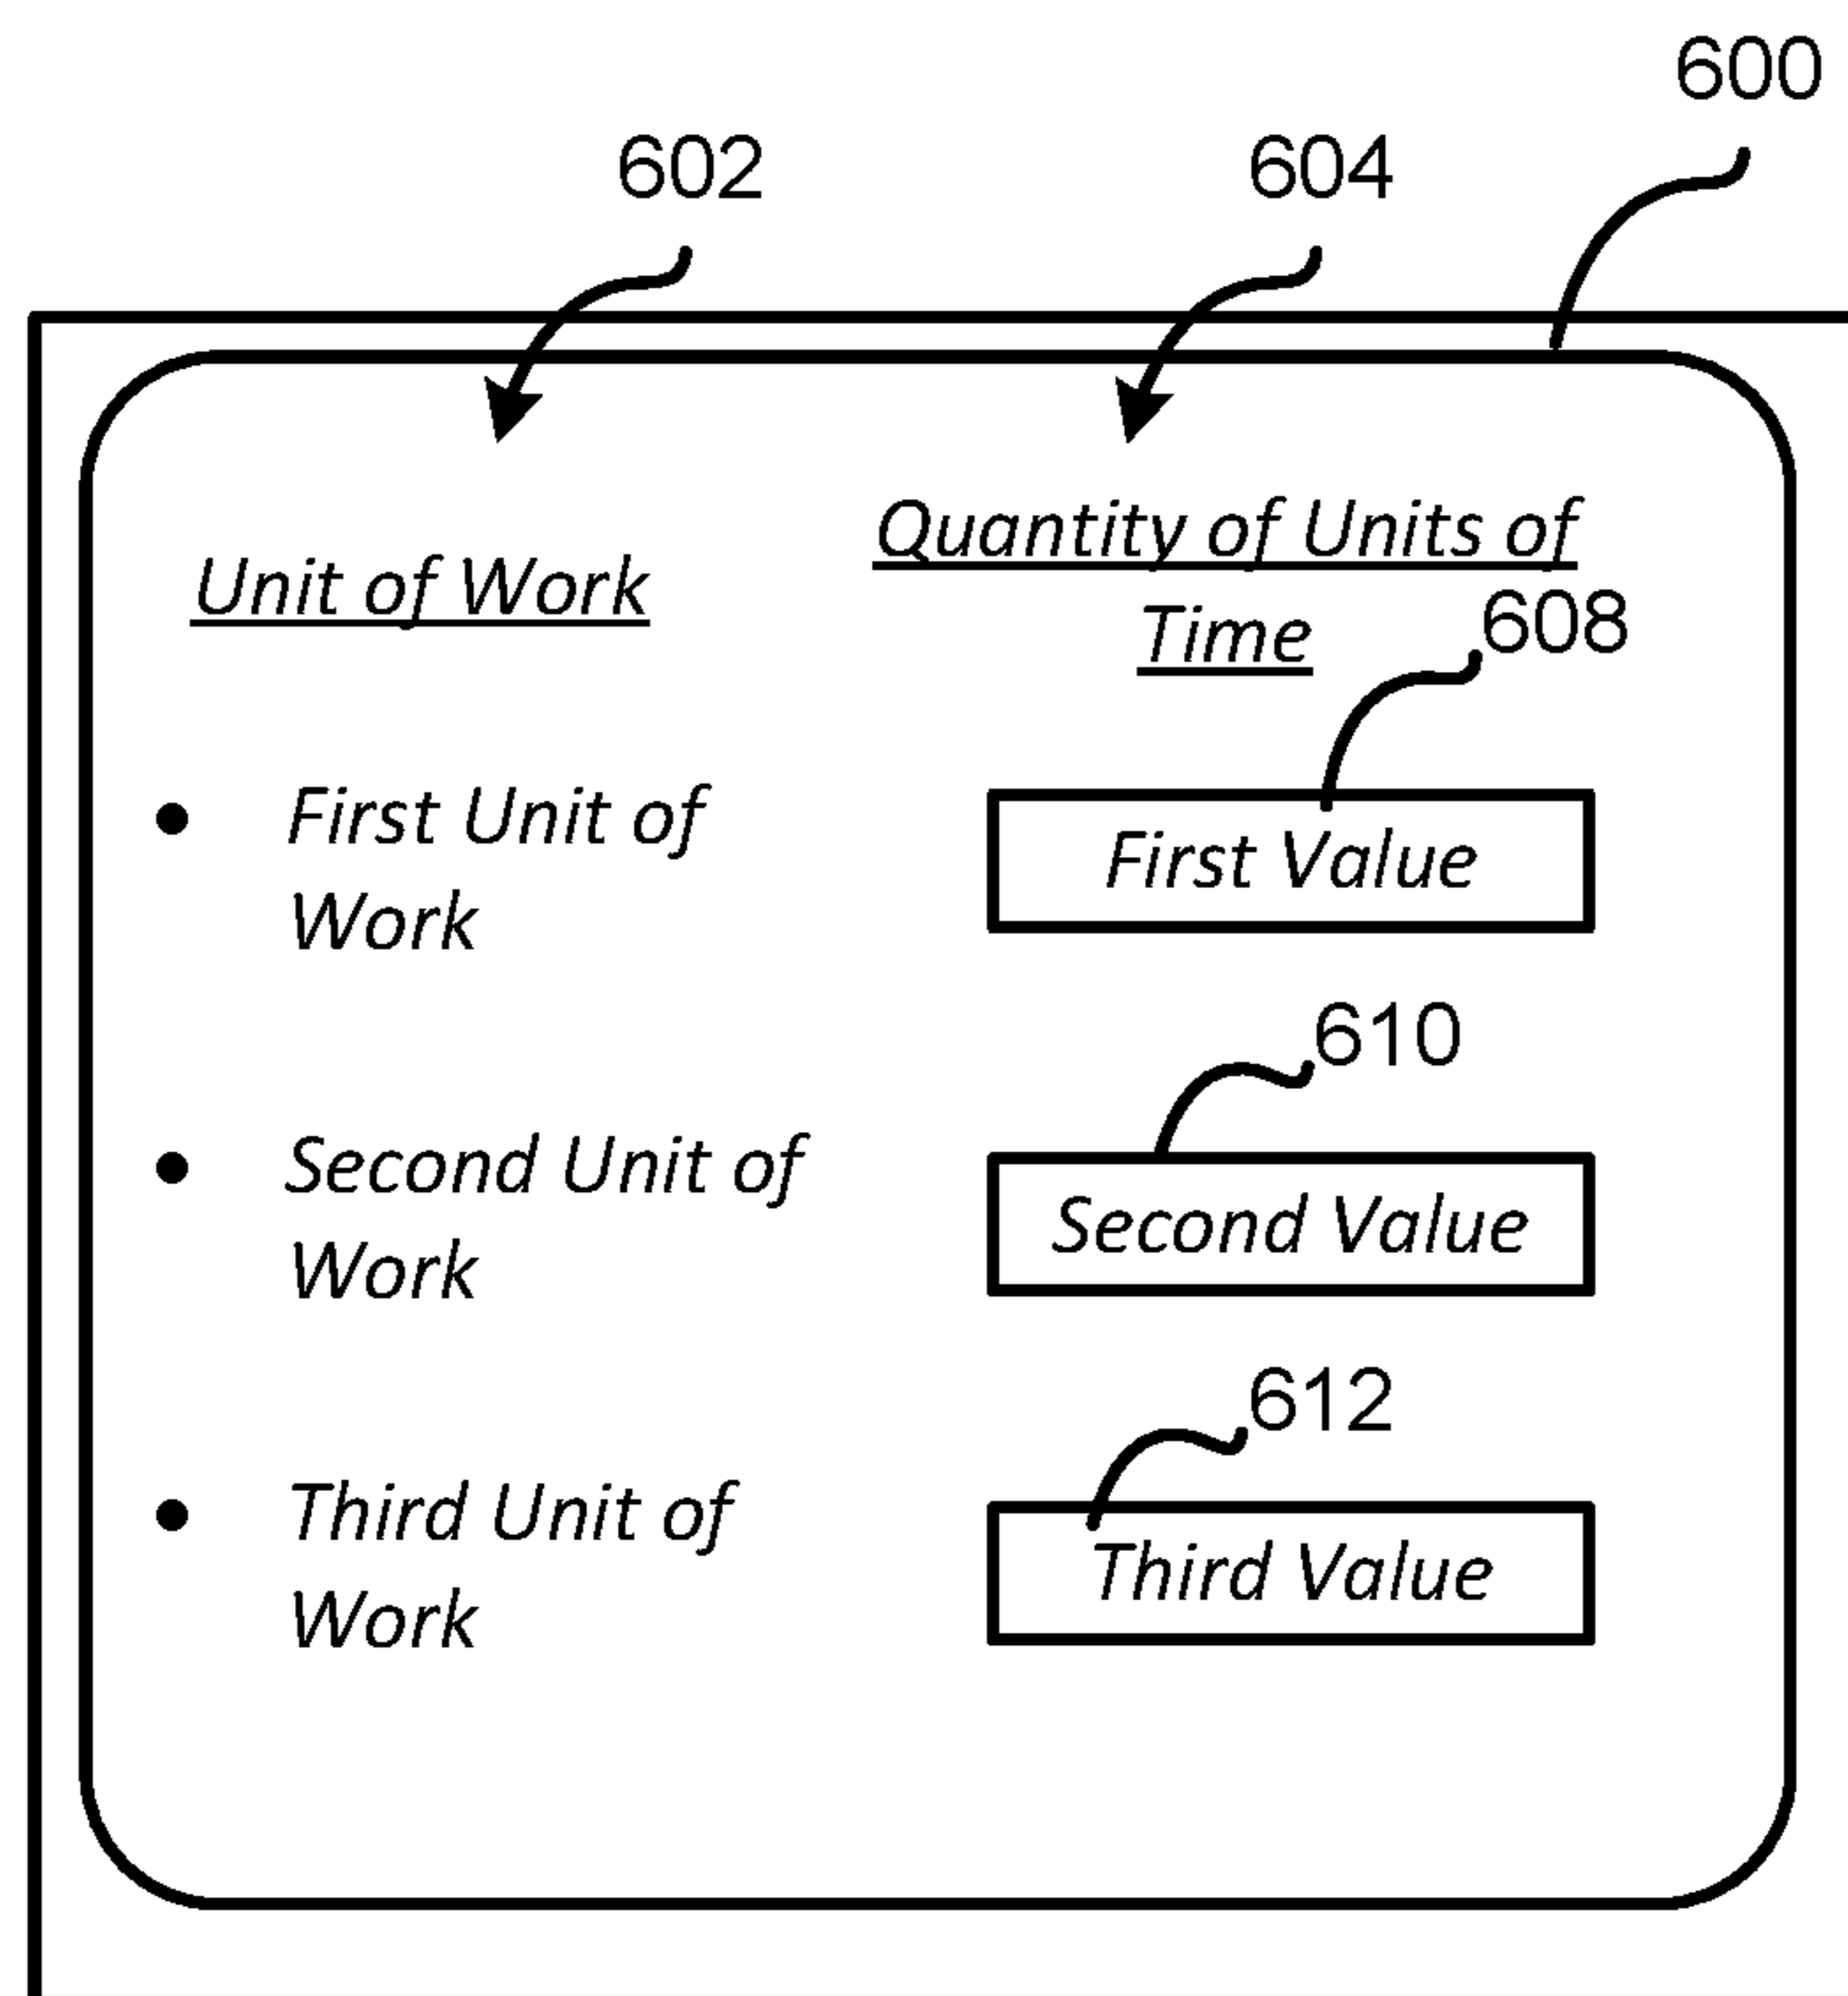 600
602
604
Unit of Work
Quantity of Units of
Time
608
• First Unit of
Work
First Value
610
• Second Unit of
Work
Second Value
612
• Third Unit of
Work
Third Value